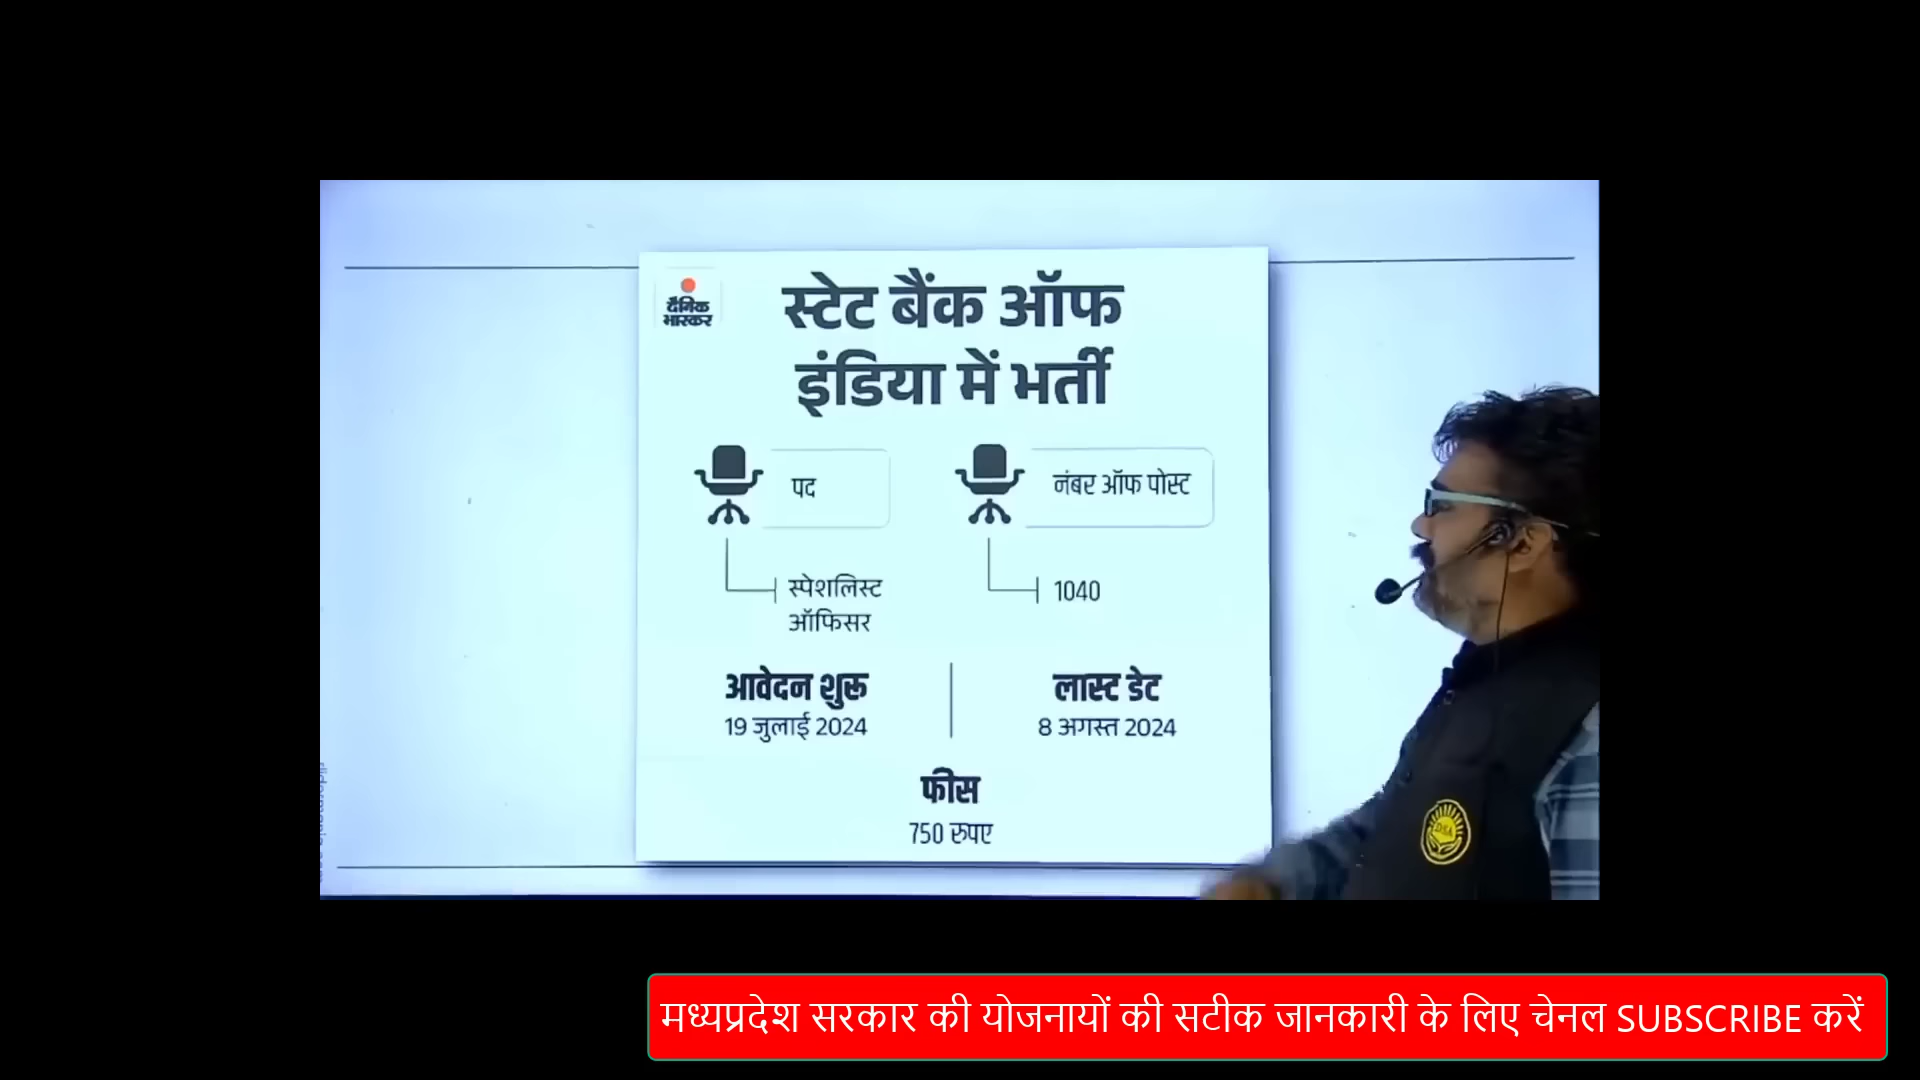 दैनिक
भास्कर
स्टेट बैंक ऑफ
इंडिया में भर्ती
पद
नंबर ऑफ पोस्ट
स्पेशलिस्ट
ऑफिसर
1040
आवेदन शुरू
19 जुलाई 2024
लास्ट डेट
8 अगस्त 2024
फीस
750 रुपए
DSA
मध्यप्रदेश सरकार की योजनायों की सटीक जानकारी के लिए चेनल SUBSCRIBE करें